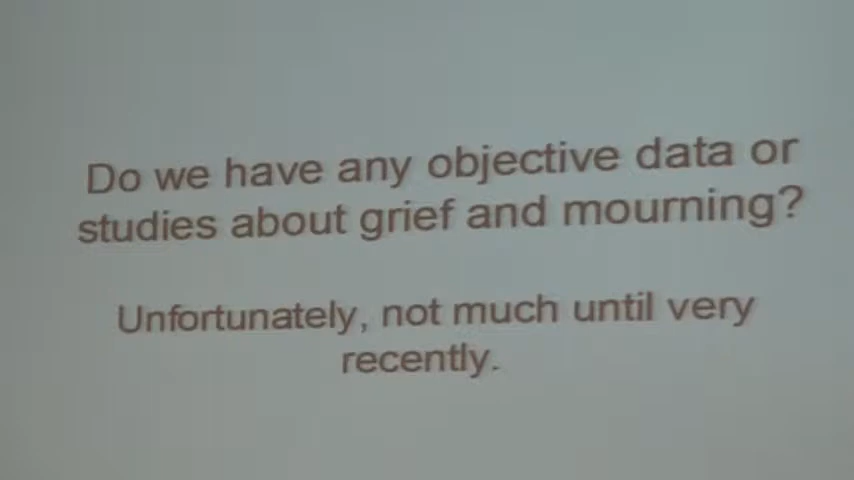 Do we have any objective data or
studies about grief and mourning?
Unfortunately, not much until very
recently.